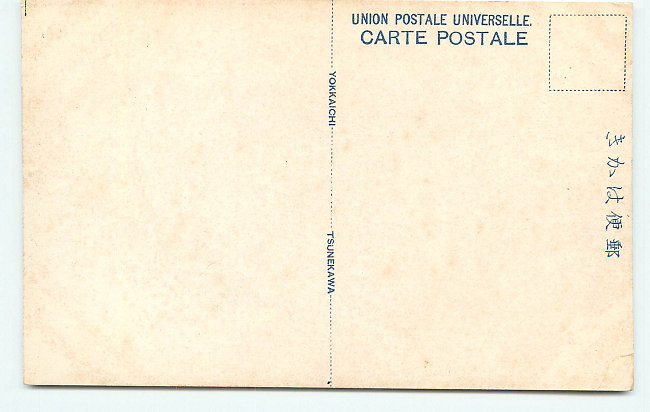 UNION POSTALE UNIVERSELLE.
CARTE POSTALE
YOKKAICHI
TSUNEKAWA
きかは便郵